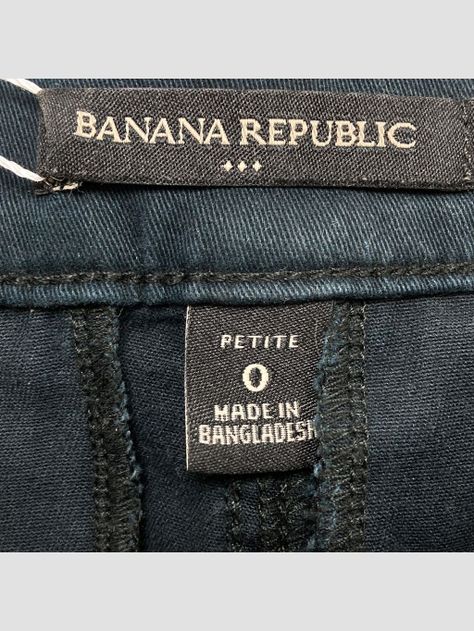 BANANA REPUBLIC
PETITE
0
MADE IN
BANGLADESH